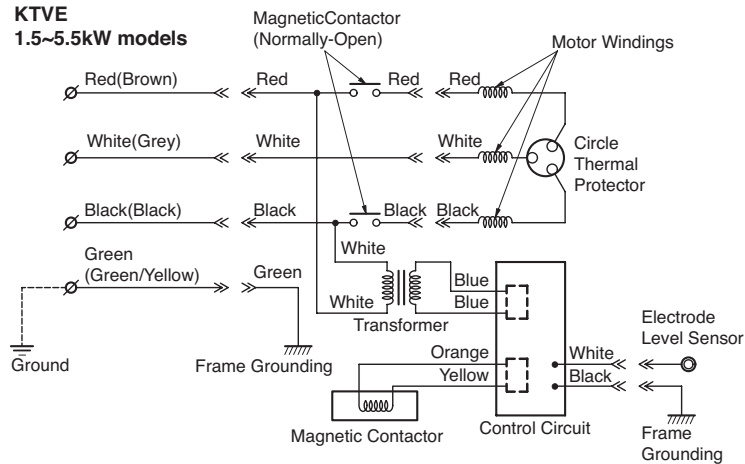 KTVE
1.5~5.5kW models
MagneticContactor
(Normally-Open)
Motor Windings
Red(Brown)
Red
Red
Red
White(Grey)
White
White
Circle
Thermal
Protector
Black(Black)
Black
Black
Black
White
Green
(Green/Yellow)
Green
White
Blue
Blue
Transformer
Electrode
Level Sensor
Ground
Frame Grounding
Orange
Yellow
White
Black
Magnetic Contactor
Control Circuit
Frame
Grounding